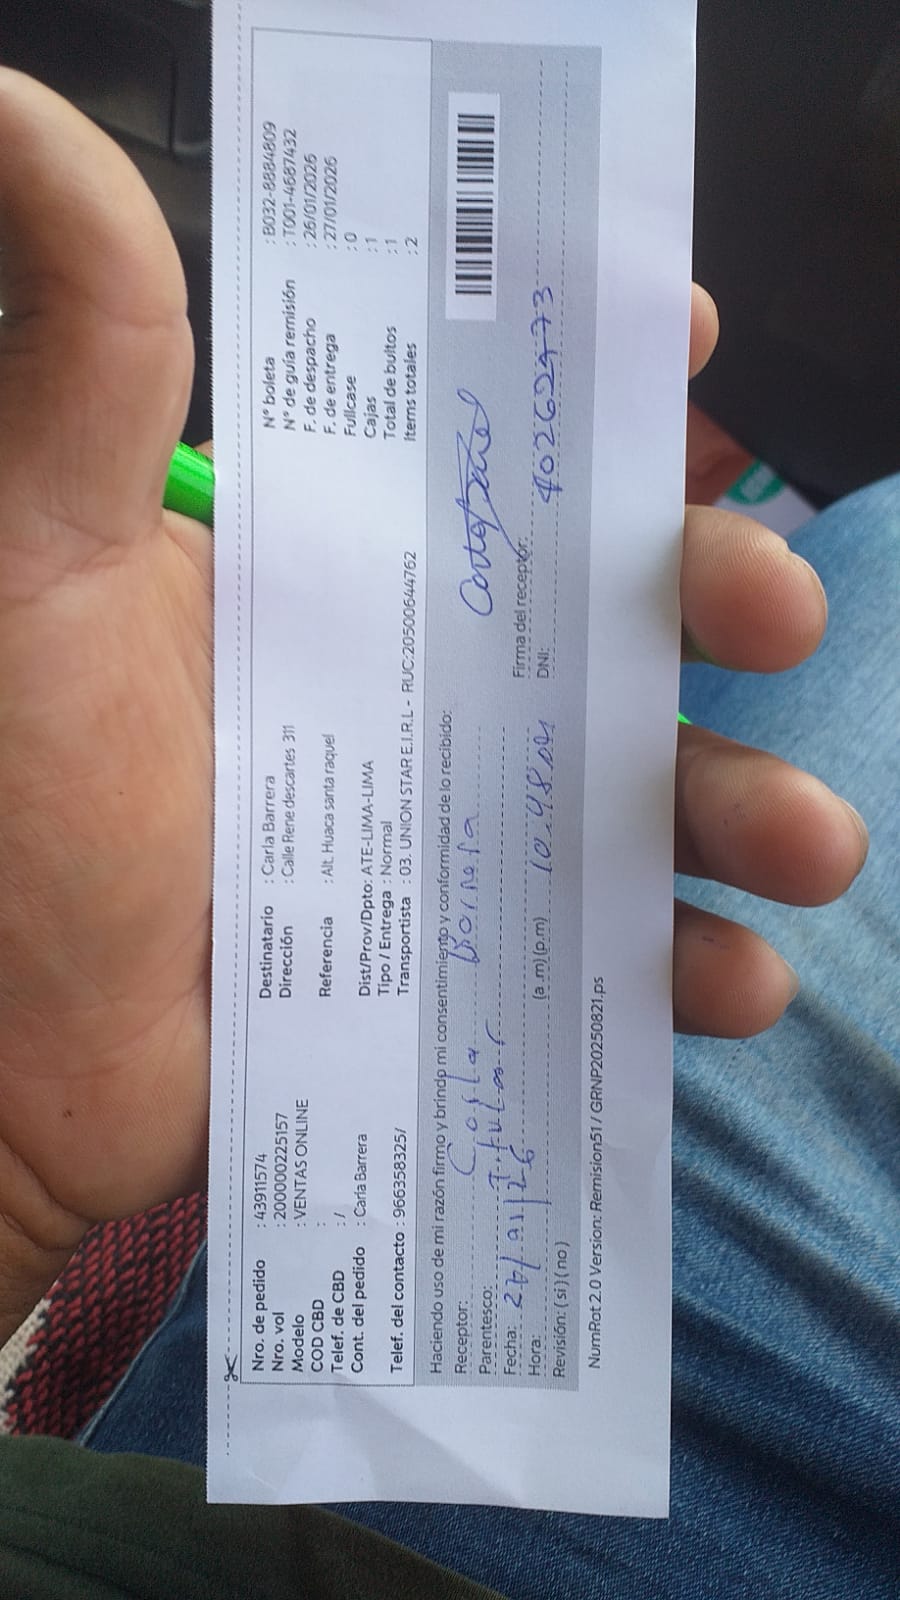 Nro. de pedido : 43911574
Nro. vol : 2000000225157
Modelo : VENTAS ONLINE
COD CBD :
Telef. de CBD : /
Cont. del pedido : Carla Barrera
Telef. del contacto : 966358325/
Destinatario : Carla Barrera
Dirección : Calle Rene descartes 311
Referencia : Alt. Huaca santa raquel
Dist/Prov/Dpto: ATE-LIMA-LIMA
Tipo / Entrega : Normal
Transportista : 03. UNION STAR E.I.R.L - RUC:20500644762
N° boleta : B032-8884809
N° de guía remisión : T001-4687432
F. de despacho : 26/01/2026
F. de entrega : 27/01/2026
Fullcase : 0
Cajas : 1
Total de bultos : 1
Items totales : 2
Haciendo uso de mi razón firmo y brindo mi consentimiento y conformidad de lo recibido:
Receptor: Carla Barrera
Parentesco: Titular
Fecha:
Hora: (a .m) (p.m) 10.48
Revisión: ( si ) ( no )
Firma del receptor:
DNI: 40262973
NumRot 2.0 Version: Remision51 / GRNP20250821.ps